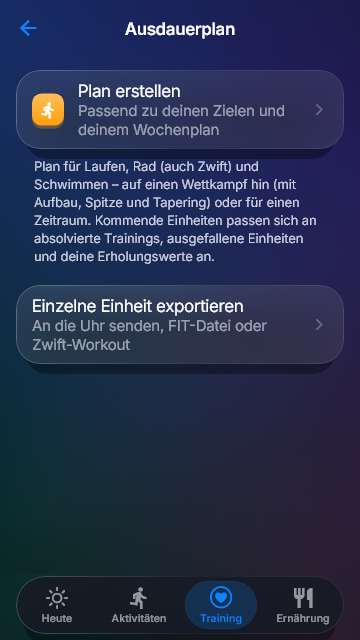 Ausdauerplan
Plan erstellen
Passend zu deinen Zielen und
deinem Wochenplan
Plan für Laufen, Rad (auch Zwift) und
Schwimmen – auf einen Wettkampf hin (mit
Aufbau, Spitze und Tapering) oder für einen
Zeitraum. Kommende Einheiten passen sich an
absolvierte Trainings, ausgefallene Einheiten
und deine Erholungswerte an.
Einzelne Einheit exportieren
An die Uhr senden, FIT-Datei oder
Zwift-Workout
Heute
Aktivitäten
Training
Ernährung